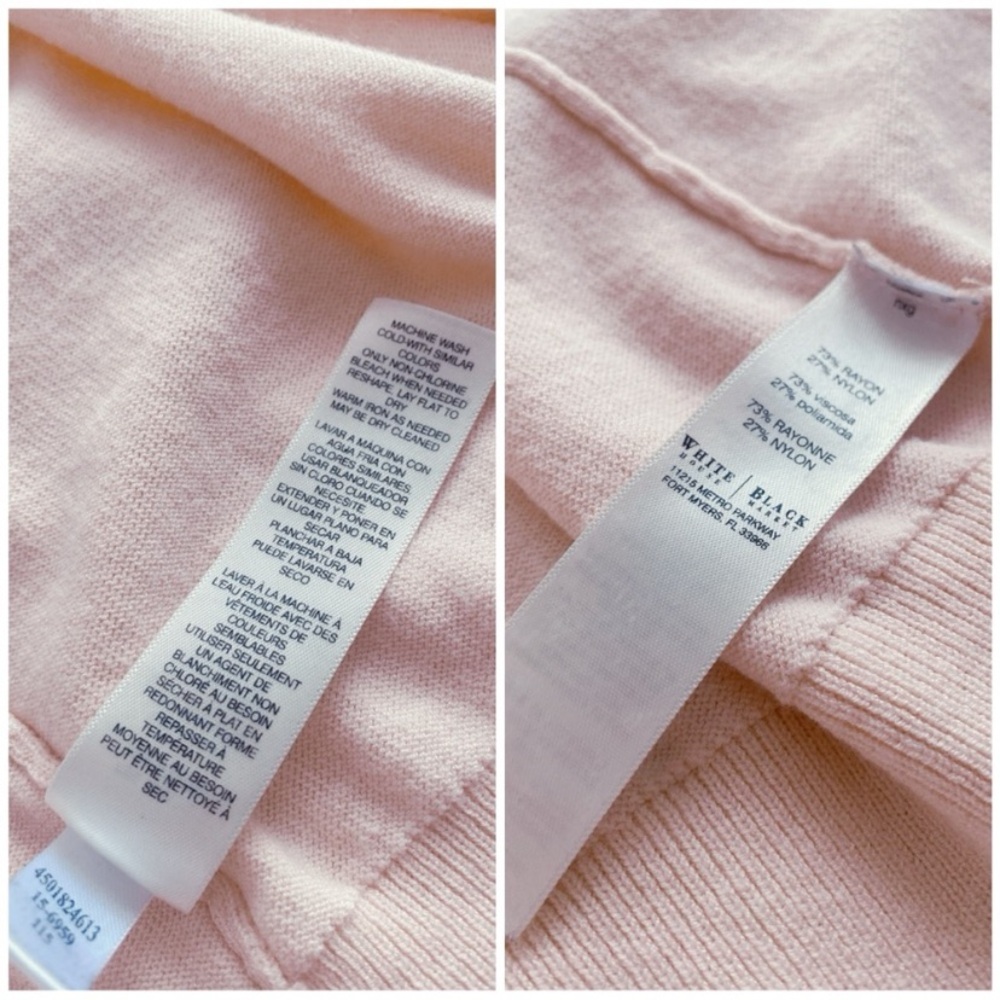 MACHINE WASH
COLD-WITH SIMILAR
COLORS
ONLY NON-CHLORINE
BLEACH WHEN NEEDED
RESHAPE, LAY FLAT TO
DRY
WARM IRON AS NEEDED
MAY BE DRY CLEANED
LAVAR A MAQUINA CON
AGUA FRIA CON
COLORES SIMILARES
USAR BLANQUEADOR
SIN CLORO CUANDO SE
NECESITE
EXTENDER Y PONER EN
UN LUGAR PLANO PARA
SECAR
PLANCHAR A BAJA
TEMPERATURA
PUEDE LAVARSE EN
SECO
LAVER À LA MACHINE À
L'EAU FROIDE AVEC DES
VÊTEMENTS DE
COULEURS
SEMBLABLES
UTILISER SEULEMENT
UN AGENT DE
BLANCHIMENT NON
CHLORÉ AU BESOIN
SÉCHER À PLAT EN
REDONNANT FORME
REPASSER À
TEMPÉRATURE
MOYENNE AU BESOIN
PEUT ÊTRE NETTOYÉ À
SEC
4501824613
15-6959
115
73% RAYON
27% NYLON
73% viscosa
27% poliamida
73% RAYONNE
27% NYLON
WHITE HOUSE | BLACK MARKET
11215 METRO PARKWAY
FORT MYERS, FL 33966